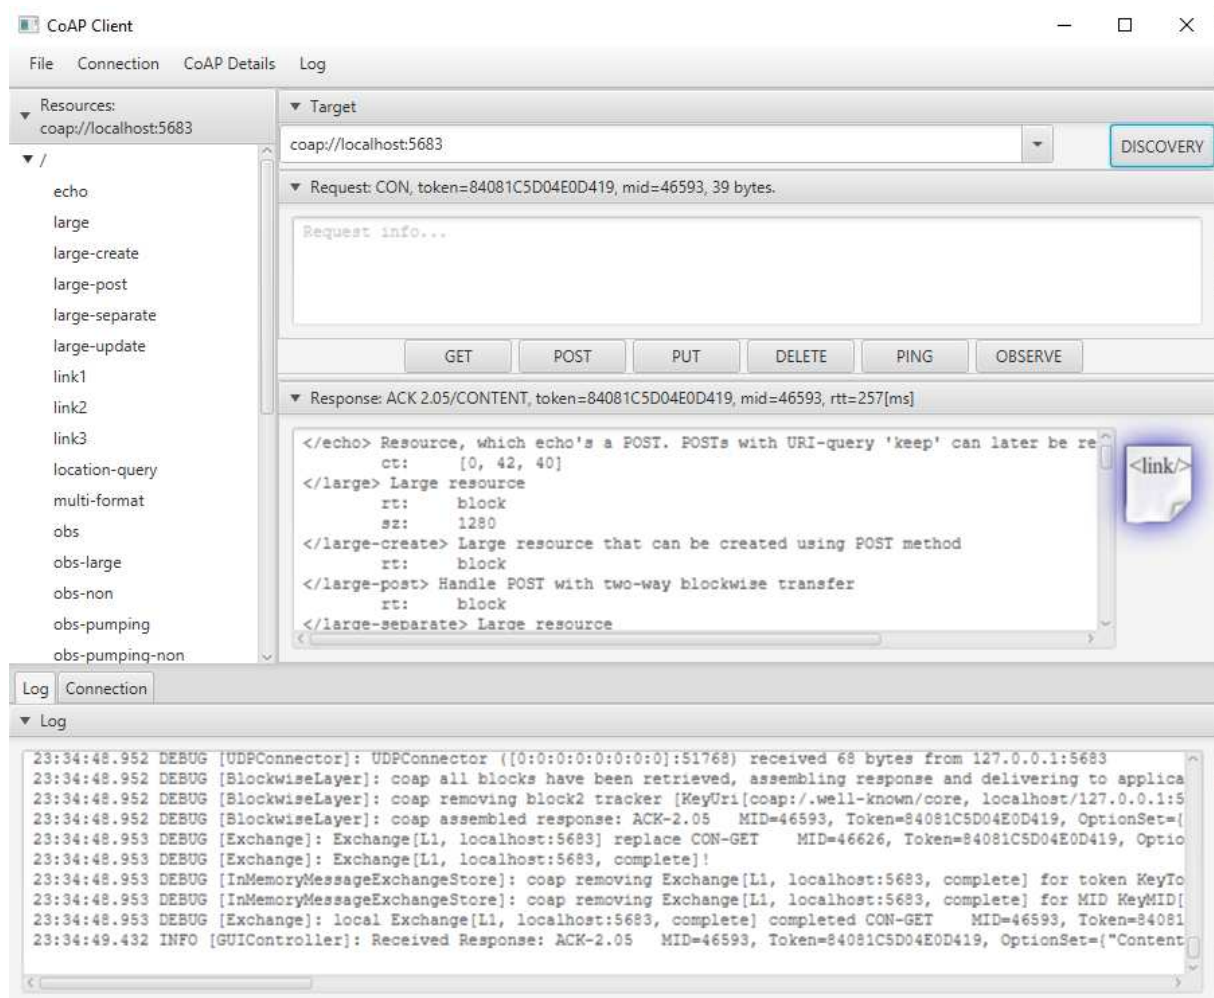 CoAP Client
File Connection CoAP Details Log
Resources:
coap://localhost:5683
/
echo
large
large-create
large-post
large-separate
large-update
link1
link2
link3
location-query
multi-format
obs
obs-large
obs-non
obs-pumping
obs-pumping-non
Target
coap://localhost:5683
DISCOVERY
Request: CON, token=84081C5D04E0D419, mid=46593, 39 bytes.
Request info...
GET POST PUT DELETE PING OBSERVE
Response: ACK 2.05/CONTENT, token=84081C5D04E0D419, mid=46593, rtt=257[ms]
</echo> Resource, which echo's a POST. POSTs with URI-query 'keep' can later be re
ct: [0, 42, 40]
</large> Large resource
rt: block
sz: 1280
</large-create> Large resource that can be created using POST method
rt: block
</large-post> Handle POST with two-way blockwise transfer
rt: block
</large-separate> Large resource
<link/>
Log Connection
Log
23:34:48.952 DEBUG [UDPConnector]: UDPConnector ([0:0:0:0:0:0:0:0]:51768) received 68 bytes from 127.0.0.1:5683
23:34:48.952 DEBUG [BlockwiseLayer]: coap all blocks have been retrieved, assembling response and delivering to applica
23:34:48.952 DEBUG [BlockwiseLayer]: coap removing block2 tracker [KeyUri[coap:/.well-known/core, localhost/127.0.0.1:5
23:34:48.952 DEBUG [BlockwiseLayer]: coap assembled response: ACK-2.05 MID=46593, Token=84081C5D04E0D419, OptionSet={
23:34:48.953 DEBUG [Exchange]: Exchange[L1, localhost:5683] replace CON-GET MID=46626, Token=84081C5D04E0D419, Optio
23:34:48.953 DEBUG [Exchange]: Exchange[L1, localhost:5683, complete]!
23:34:48.953 DEBUG [InMemoryMessageExchangeStore]: coap removing Exchange[L1, localhost:5683, complete] for token KeyTo
23:34:48.953 DEBUG [InMemoryMessageExchangeStore]: coap removing Exchange[L1, localhost:5683, complete] for MID KeyMID[
23:34:48.953 DEBUG [Exchange]: local Exchange[L1, localhost:5683, complete] completed CON-GET MID=46593, Token=84081
23:34:49.432 INFO [GUIController]: Received Response: ACK-2.05 MID=46593, Token=84081C5D04E0D419, OptionSet={"Content